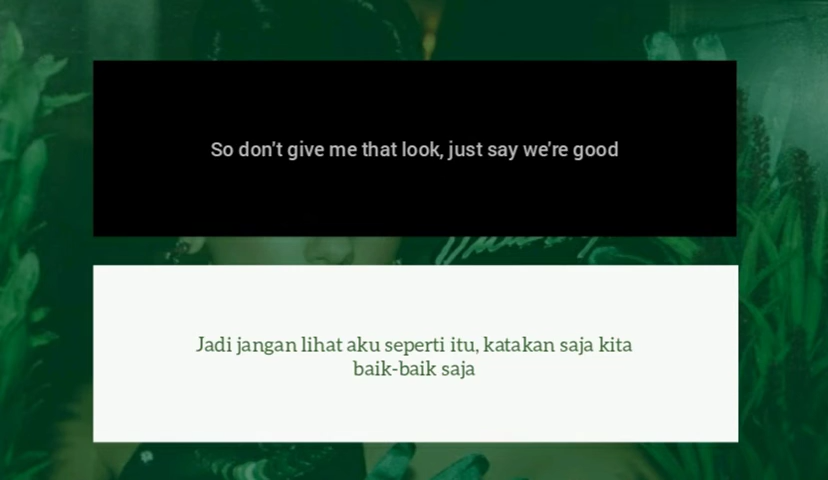 So don't give me that look, just say we're good
Jadi jangan lihat aku seperti itu, katakan saja kita
baik-baik saja